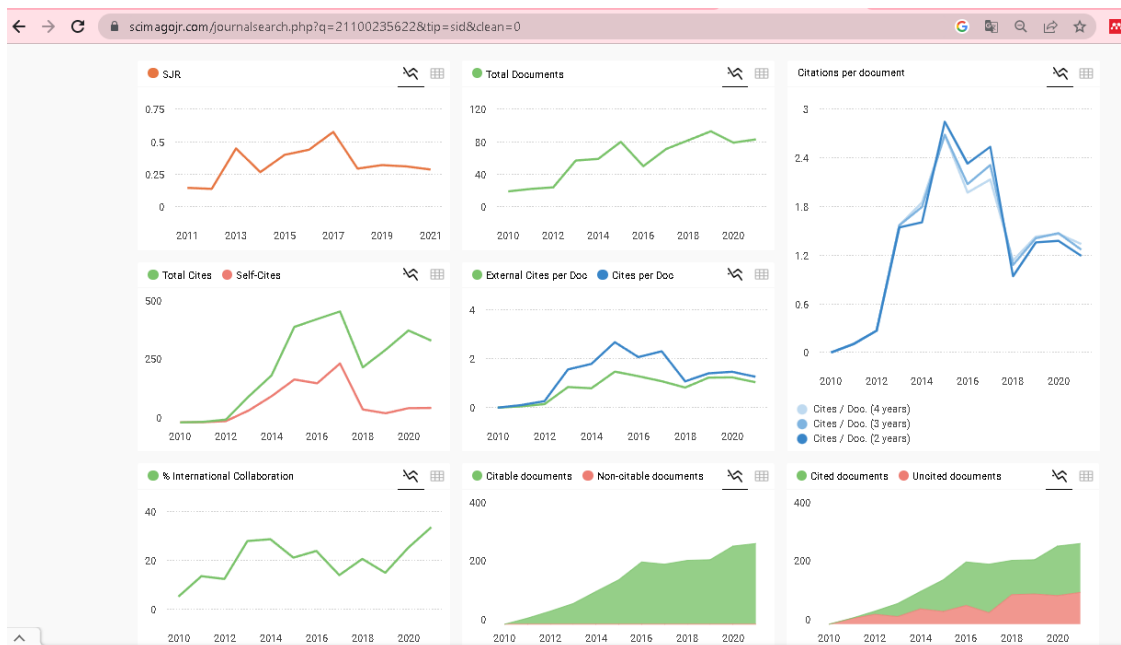 scimagojr.com/journalsearch.php?q=21100235622&tip=sid&clean=0
SJR
0.75
0.5
0.25
0
2011 2013 2015 2017 2019 2021
Total Documents
120
80
40
0
2010 2012 2014 2016 2018 2020
Citations per document
3
2.4
1.8
1.2
0.6
0
2010 2012 2014 2016 2018 2020
Cites / Doc. (4 years)
Cites / Doc. (3 years)
Cites / Doc. (2 years)
Total Cites Self-Cites
500
250
0
2010 2012 2014 2016 2018 2020
External Cites per Doc Cites per Doc
4
2
0
2010 2012 2014 2016 2018 2020
% International Collaboration
40
20
0
2010 2012 2014 2016 2018 2020
Citable documents Non-citable documents
400
200
0
2010 2012 2014 2016 2018 2020
Cited documents Uncited documents
400
200
0
2010 2012 2014 2016 2018 2020